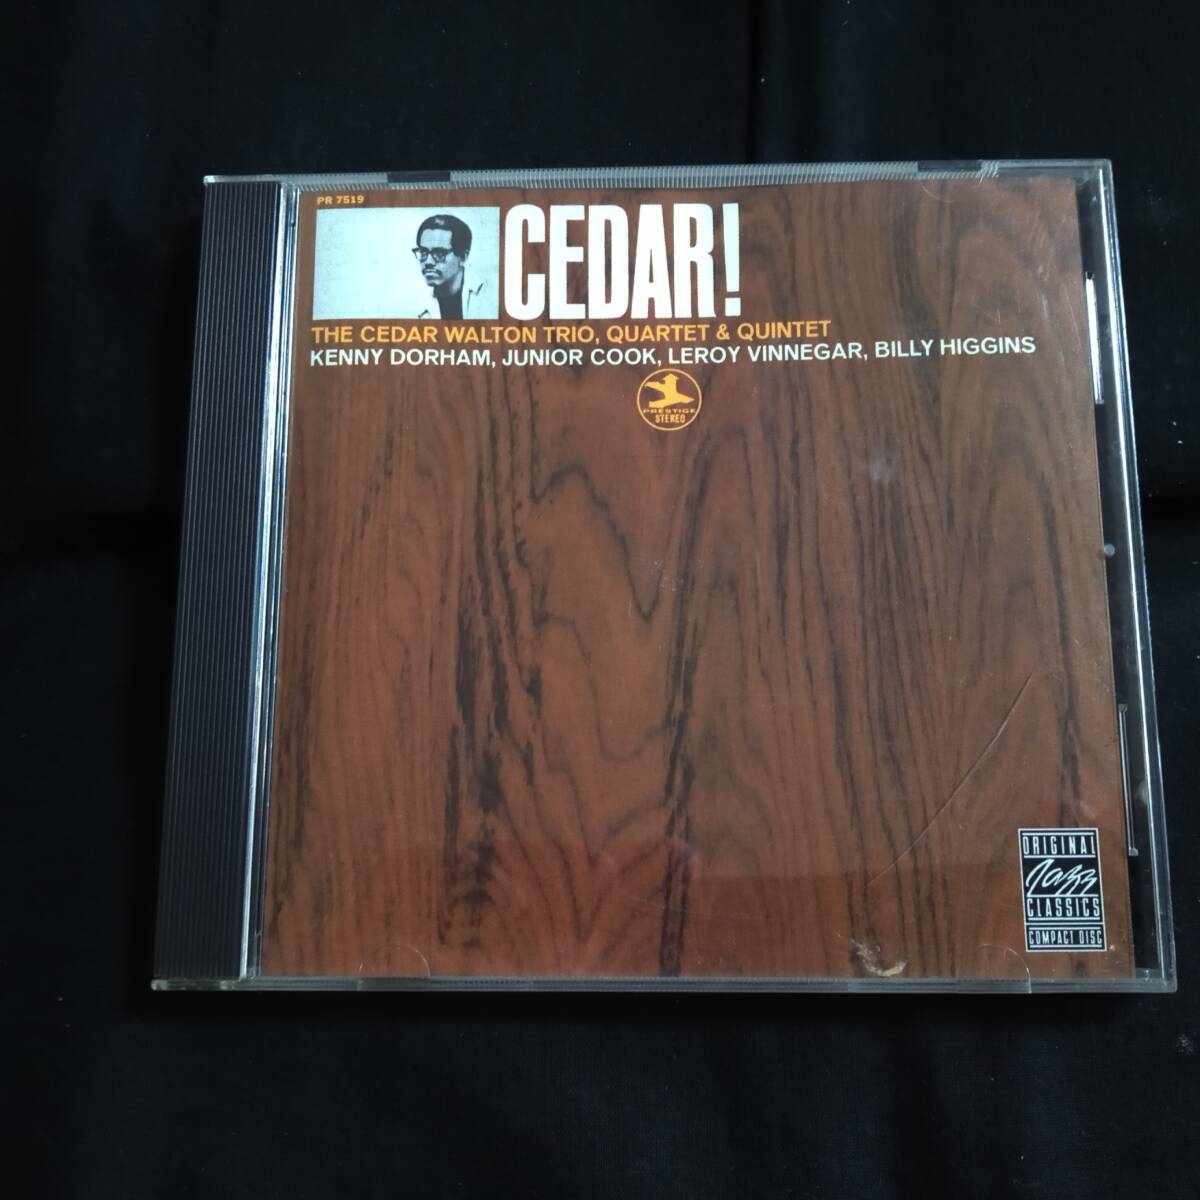 PR 7519
CEDAR!
THE CEDAR WALTON TRIO, QUARTET & QUINTET
KENNY DORHAM, JUNIOR COOK, LEROY VINNEGAR, BILLY HIGGINS
PRESTIGE
STEREO
ORIGINAL
Jazz
CLASSICS
COMPACT DISC